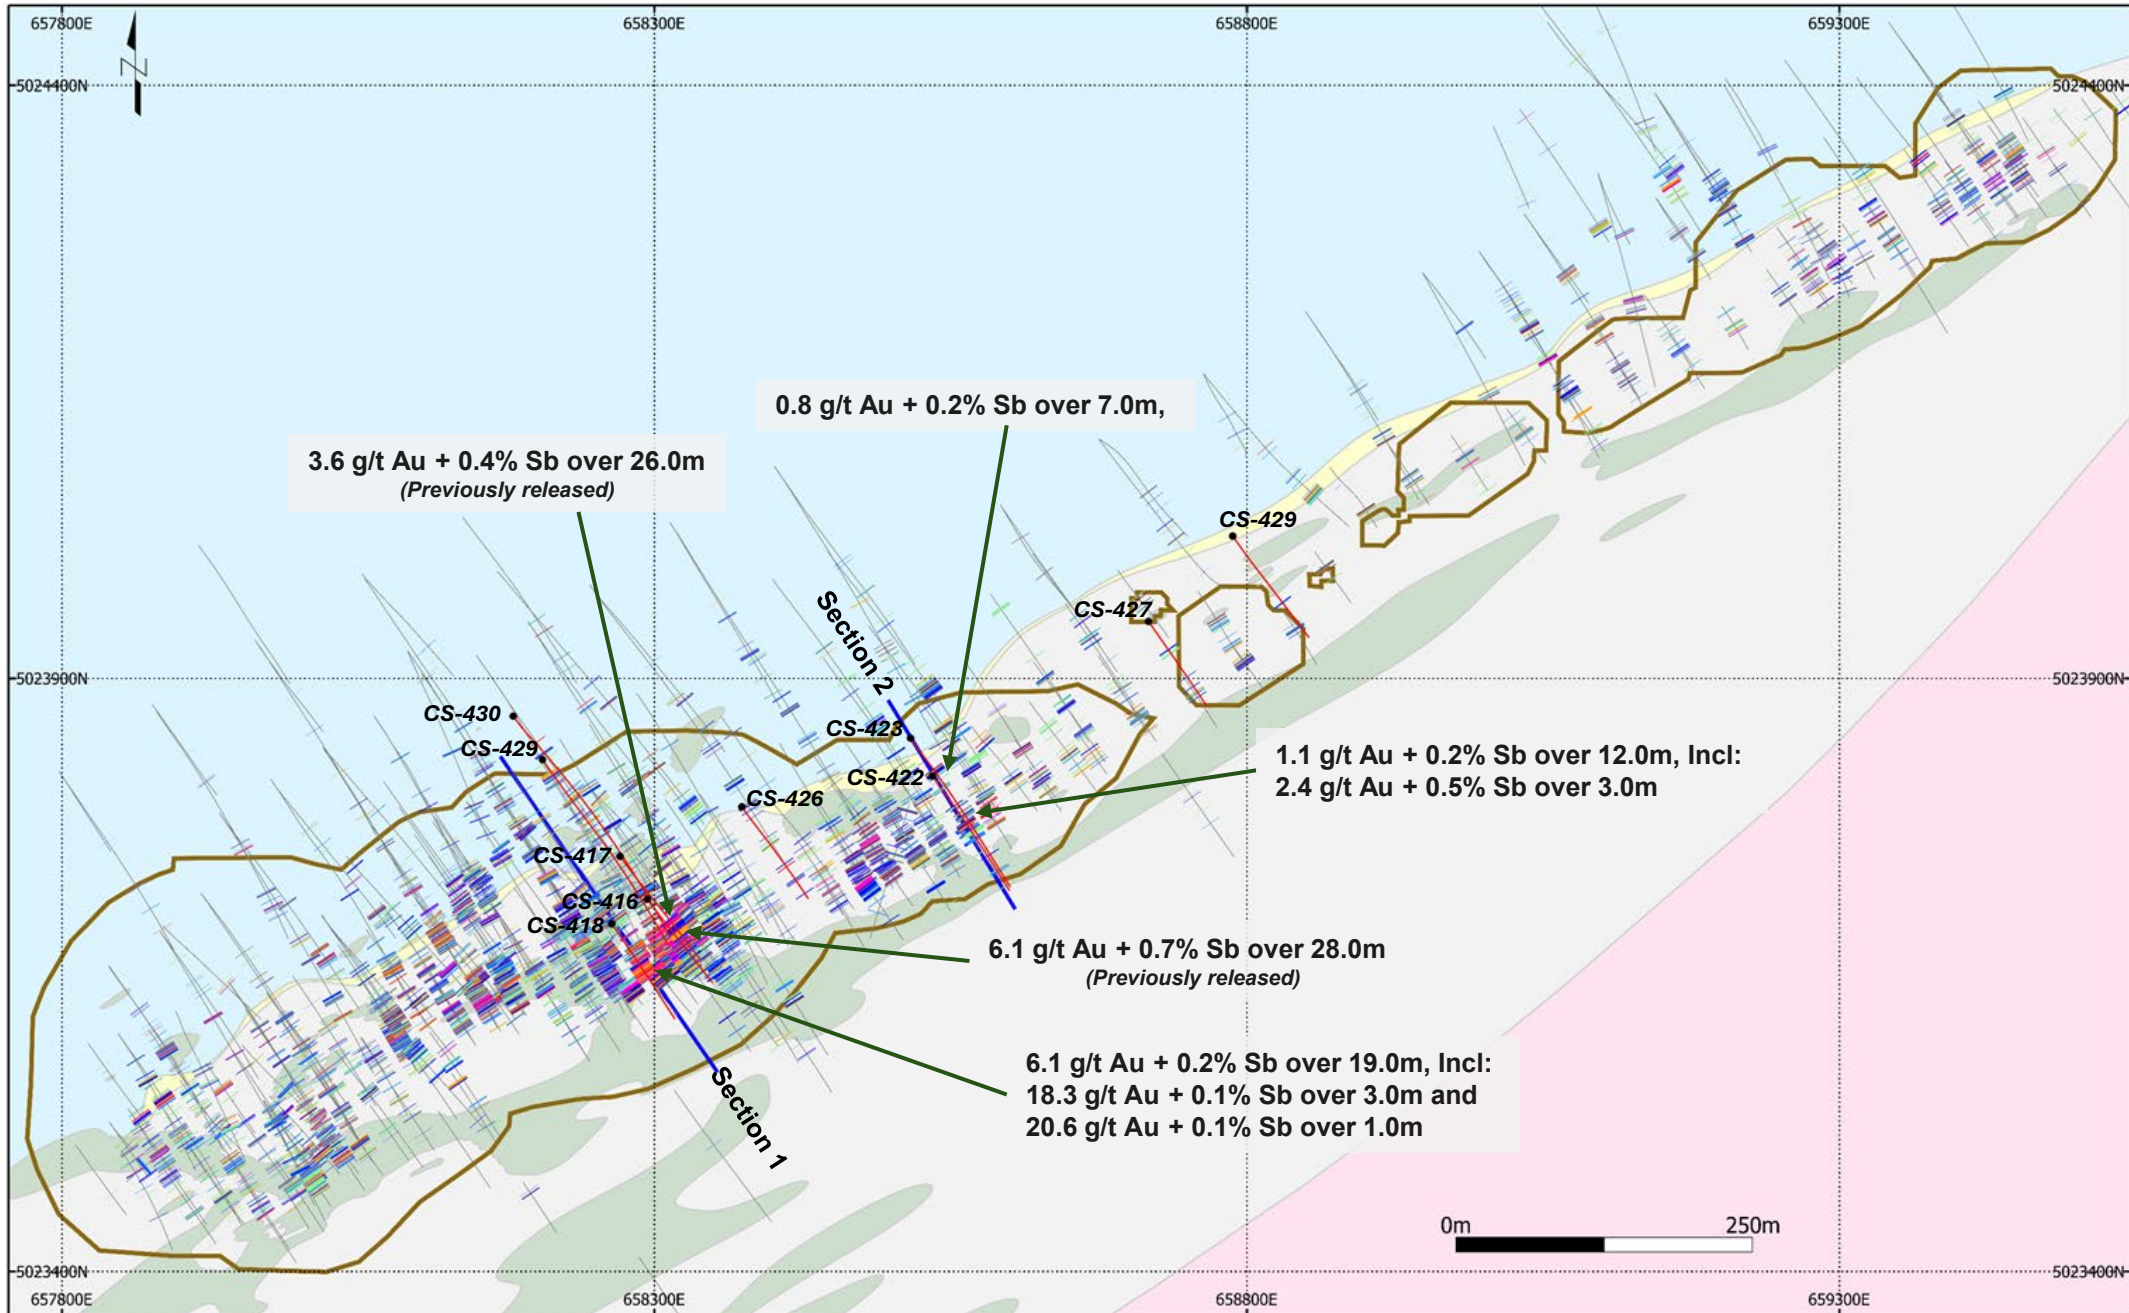 657800E
658300E
658800E
659300E
N
5024400N
5024400N
0.8 g/t Au + 0.2% Sb over 7.0m,
3.6 g/t Au + 0.4% Sb over 26.0m
(Previously released)
CS-429
Section 2
CS-427
5023900N
5023900N
CS-430
CS-423
CS-429
CS-422
1.1 g/t Au + 0.2% Sb over 12.0m, Incl:
2.4 g/t Au + 0.5% Sb over 3.0m
CS-426
CS-417
CS-416
CS-418
6.1 g/t Au + 0.7% Sb over 28.0m
(Previously released)
6.1 g/t Au + 0.2% Sb over 19.0m, Incl:
18.3 g/t Au + 0.1% Sb over 3.0m and
20.6 g/t Au + 0.1% Sb over 1.0m
Section 1
0m
250m
5023400N
5023400N
657800E
658300E
658800E
659300E